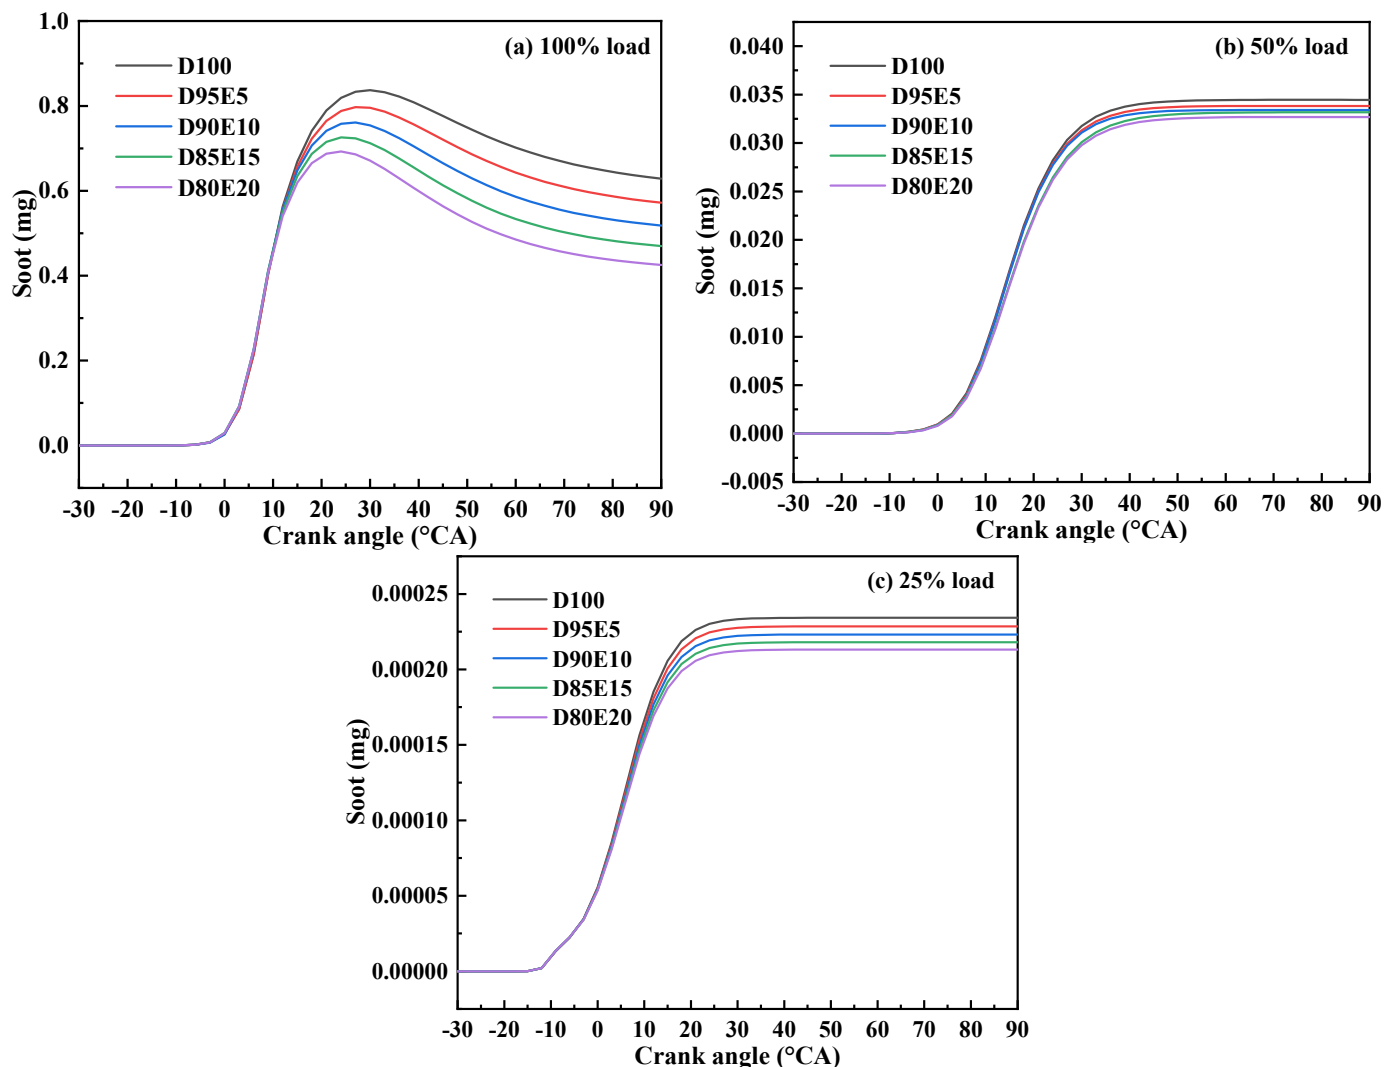 (a) 100% load
D100
D95E5
D90E10
D85E15
D80E20
1.0
0.8
0.6
0.4
0.2
0.0
Soot (mg)
-30 -20 -10 0 10 20 30 40 50 60 70 80 90
Crank angle (°CA)
(b) 50% load
D100
D95E5
D90E10
D85E15
D80E20
0.040
0.035
0.030
0.025
0.020
0.015
0.010
0.005
0.000
-0.005
Soot (mg)
-30 -20 -10 0 10 20 30 40 50 60 70 80 90
Crank angle (°CA)
(c) 25% load
D100
D95E5
D90E10
D85E15
D80E20
0.00025
0.00020
0.00015
0.00010
0.00005
0.00000
Soot (mg)
-30 -20 -10 0 10 20 30 40 50 60 70 80 90
Crank angle (°CA)